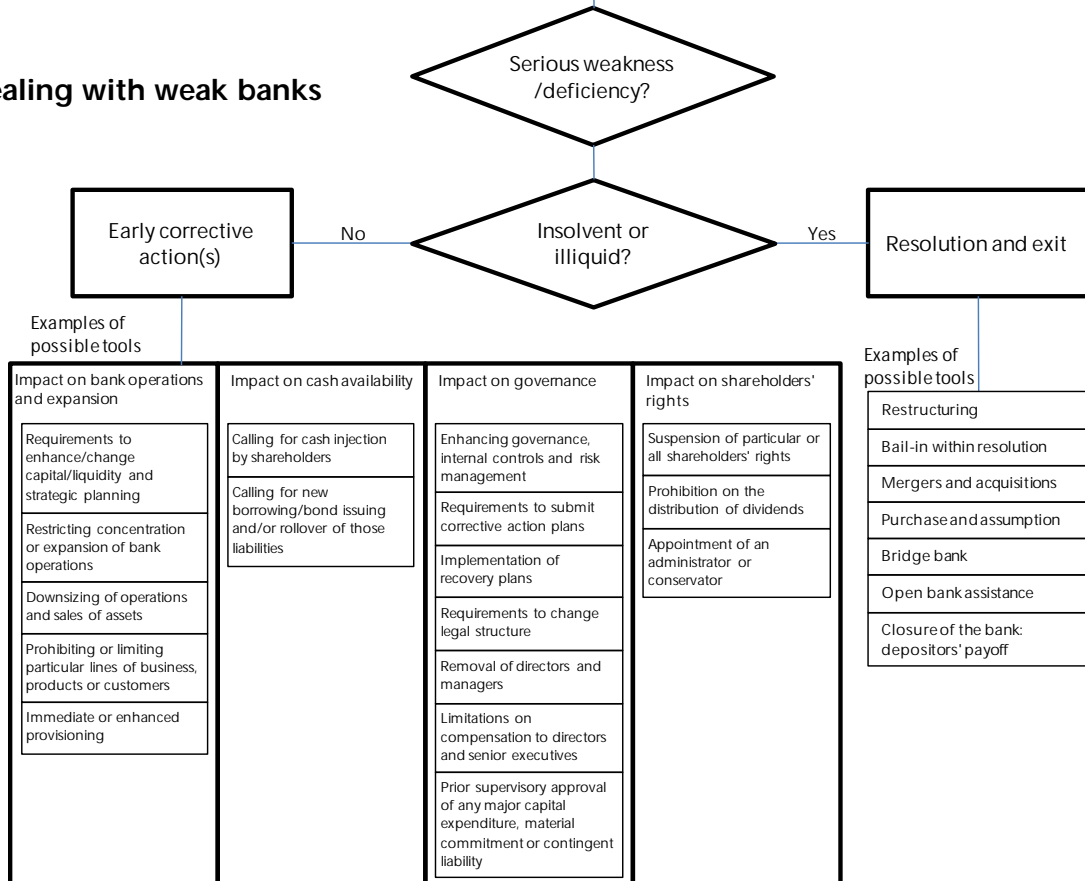 Serious weakness
/deficiency?
ealing with weak banks
Early corrective
action(s)
No
Insolvent or
illiquid?
Yes
Resolution and exit
Examples of
possible tools
Impact on bank operations
and expansion
Requirements to
enhance/change
capital/liquidity and
strategic planning
Restricting concentration
or expansion of bank
operations
Downsizing of operations
and sales of assets
Prohibiting or limiting
particular lines of business,
products or customers
Immediate or enhanced
provisioning
Impact on cash availability
Calling for cash injection
by shareholders
Calling for new
borrowing/bond issuing
and/or rollover of those
liabilities
Impact on governance
Enhancing governance,
internal controls and risk
management
Requirements to submit
corrective action plans
Implementation of
recovery plans
Requirements to change
legal structure
Removal of directors and
managers
Limitations on
compensation to directors
and senior executives
Prior supervisory approval
of any major capital
expenditure, material
commitment or contingent
liability
Impact on shareholders'
rights
Suspension of particular or
all shareholders' rights
Prohibition on the
distribution of dividends
Appointment of an
administrator or
conservator
Examples of
possible tools
Restructuring
Bail-in within resolution
Mergers and acquisitions
Purchase and assumption
Bridge bank
Open bank assistance
Closure of the bank:
depositors' payoff